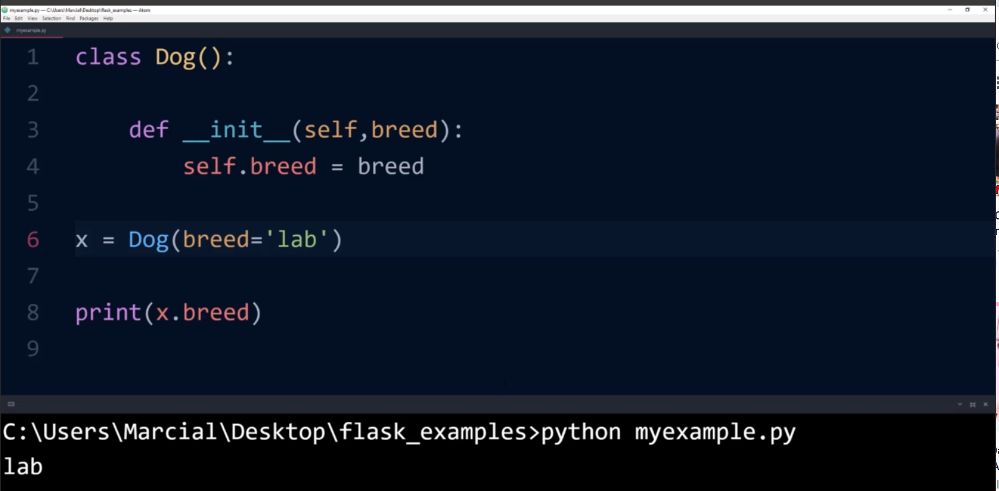 myexample.py — C:\Users\Marcial\Desktop\flask_examples — Atom
File Edit View Selection Find Packages Help
myexample.py
1 class Dog():
2
3     def __init__(self,breed):
4         self.breed = breed
5
6 x = Dog(breed='lab')
7
8 print(x.breed)
9
C:\Users\Marcial\Desktop\flask_examples>python myexample.py
lab